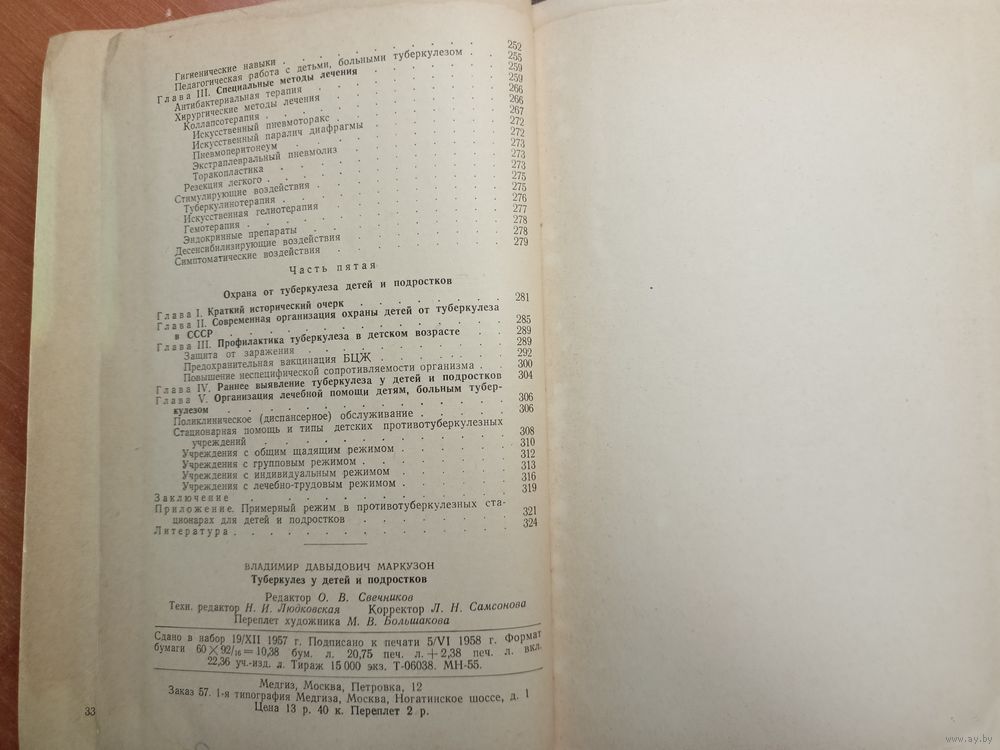 Гигиенические навыки . . . . . . . . . 252
Педагогическая работа с детьми, больными туберкулезом . . 255
Глава III. Специальные методы лечения . . . . . . 259
Антибактериальная терапия . . . . . . . . 259
Хирургические методы лечения . . . . . . . 266
Коллапсотерапия . . . . . . . . . 266
Искусственный пневмоторакс . . . . . . . 267
Искусственный паралич диафрагмы . . . . . . 272
Пневмоперитонеум . . . . . . . . 272
Экстраплевральный пневмолиз . . . . . . 273
Торакопластика . . . . . . . . 273
Резекция легкого . . . . . . . . . 273
Стимулирующие воздействия . . . . . . . . 275
Туберкулинотерапия . . . . . . . . 275
Искусственная гелиотерапия . . . . . . . 276
Гемотерапия . . . . . . . . . 277
Эндокринные препараты . . . . . . . . 278
Десенсибилизирующие воздействия . . . . . . . 278
Симптоматические воздействия . . . . . . . 279
Часть пятая
Охрана от туберкулеза детей и подростков
Глава I. Краткий исторический очерк . . . . . . . 281
Глава II. Современная организация охраны детей от туберкулеза
в СССР . . . . . . . . . . . 285
Глава III. Профилактика туберкулеза в детском возрасте . . 289
Защита от заражения . . . . . . . . . 289
Предохранительная вакцинация БЦЖ . . . . . . 292
Повышение неспецифической сопротивляемости организма . . 300
Глава IV. Раннее выявление туберкулеза у детей и подростков 304
Глава V. Организация лечебной помощи детям, больным тубер-
кулезом . . . . . . . . . . . 306
Поликлиническое (диспансерное) обслуживание . . . . . 306
Стационарная помощь и типы детских противотуберкулезных
учреждений . . . . . . . . . . 308
Учреждения с общим щадящим режимом . . . . . 310
Учреждения с групповым режимом . . . . . . 312
Учреждения с индивидуальным режимом . . . . . 313
Учреждения с лечебно-трудовым режимом . . . . . 316
Заключение . . . . . . . . . . . 319
Приложение. Примерный режим в противотуберкулезных ста-
ционарах для детей и подростков . . . . . . . 321
Литература . . . . . . . . . . . 324
ВЛАДИМИР ДАВЫДОВИЧ МАРКУЗОН
Туберкулез у детей и подростков
Редактор О. В. Свечников
Техн. редактор Н. И. Людковская Корректор Л. Н. Самсонова
Переплет художника М. В. Большакова
Сдано в набор 19/XII 1957 г. Подписано к печати 5/VI 1958 г. Формат
бумаги 60×92/16=10,38 бум. л. 20,75 печ. л.+2,38 печ. л. вкл.
22,36 уч.-изд. л. Тираж 15 000 экз. Т-06038. МН-55.
Медгиз, Москва, Петровка, 12
Заказ 57. 1-я типография Медгиза, Москва, Ногатинское шоссе, д. 1
Цена 13 р. 40 к. Переплет 2 р.
33
www.ay.by